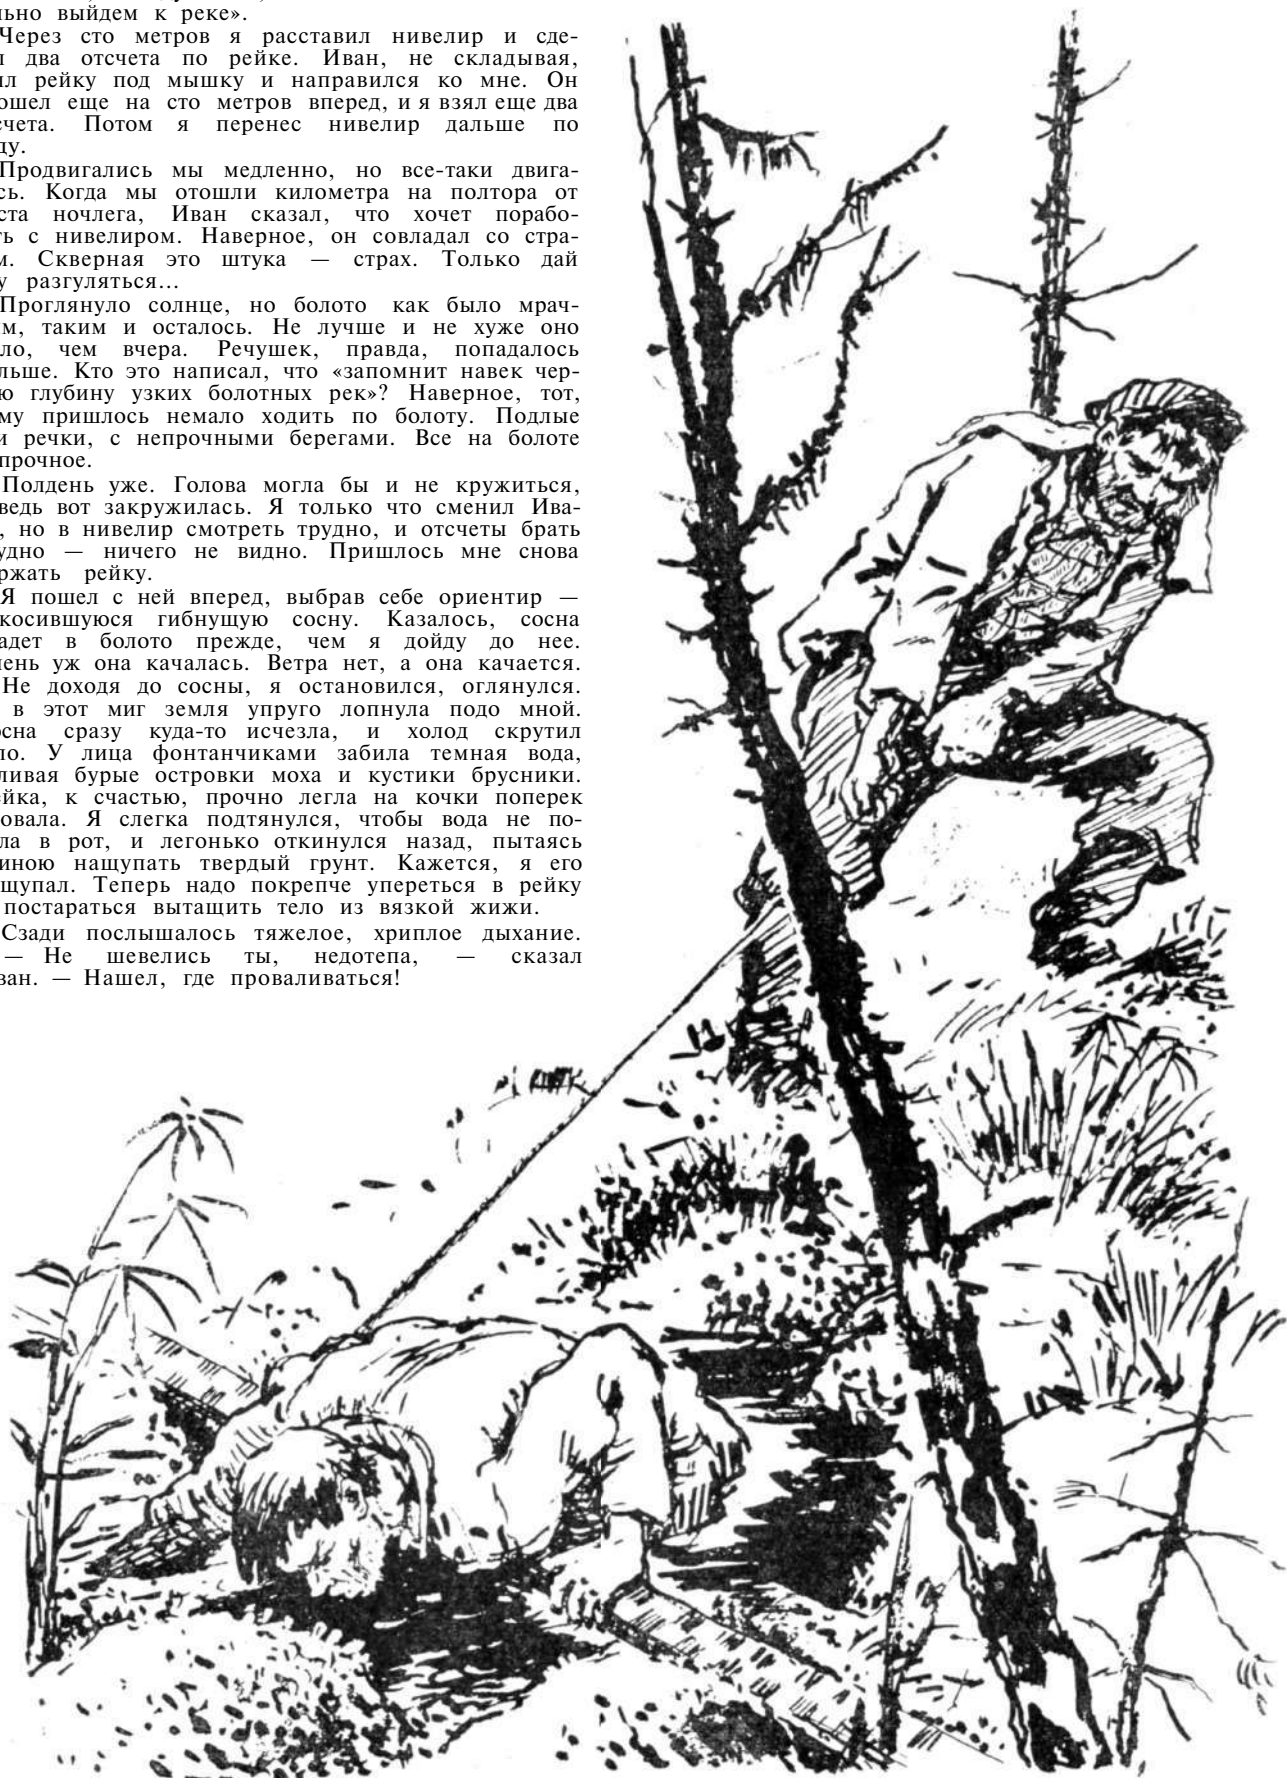 льно выйдем к реке».
Через сто метров я расставил нивелир и сде-
л два отсчета по рейке. Иван, не складывая,
ил рейку под мышку и направился ко мне. Он
ошел еще на сто метров вперед, и я взял еще два
счета. Потом я перенес нивелир дальше по
ду.
Продвигались мы медленно, но все-таки двига-
сь. Когда мы отошли километра на полтора от
ста ночлега, Иван сказал, что хочет порабо-
ть с нивелиром. Наверное, он совладал со стра-
м. Скверная это штука — страх. Только дай
у разгуляться...
Проглянуло солнце, но болото как было мрач-
м, таким и осталось. Не лучше и не хуже оно
ло, чем вчера. Речушек, правда, попадалось
льше. Кто это написал, что «запомнит навек чер-
ю глубину узких болотных рек»? Наверное, тот,
му пришлось немало ходить по болоту. Подлые
и речки, с непрочными берегами. Все на болоте
прочное.
Полдень уже. Голова могла бы и не кружиться,
ведь вот закружилась. Я только что сменил Ива-
, но в нивелир смотреть трудно, и отсчеты брать
удно — ничего не видно. Пришлось мне снова
ржать рейку.
Я пошел с ней вперед, выбрав себе ориентир —
косившуюся гибнущую сосну. Казалось, сосна
адет в болото прежде, чем я дойду до нее.
ень уж она качалась. Ветра нет, а она качается.
Не доходя до сосны, я остановился, оглянулся.
в этот миг земля упруго лопнула подо мной.
сна сразу куда-то исчезла, и холод скрутил
ло. У лица фонтанчиками забила темная вода,
ливая бурые островки моха и кустики брусники.
ейка, к счастью, прочно легла на кочки поперек
овала. Я слегка подтянулся, чтобы вода не по-
ла в рот, и легонько откинулся назад, пытаясь
иною нащупать твердый грунт. Кажется, я его
щупал. Теперь надо покрепче упереться в рейку
постараться вытащить тело из вязкой жижи.
Сзади послышалось тяжелое, хриплое дыхание.
— Не шевелись ты, недотепа, — сказал
ван. — Нашел, где проваливаться!